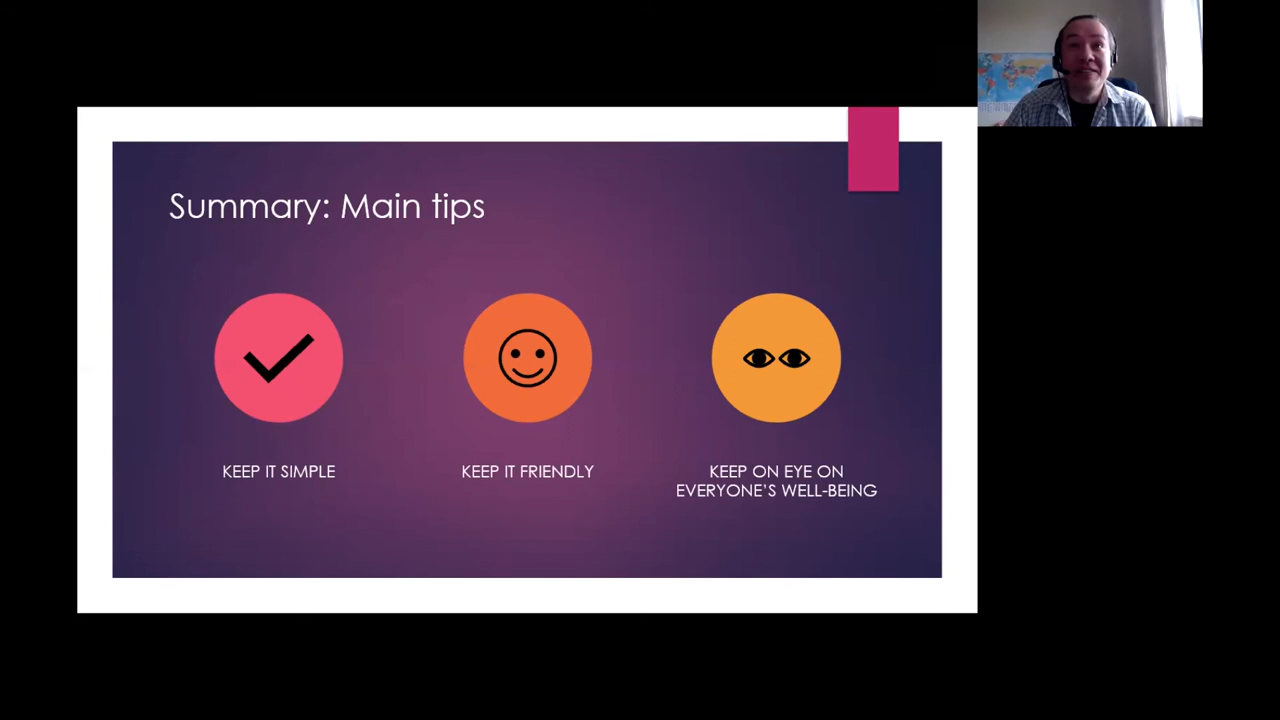 Summary: Main tips
KEEP IT SIMPLE
KEEP IT FRIENDLY
KEEP ON EYE ON
EVERYONE'S WELL-BEING